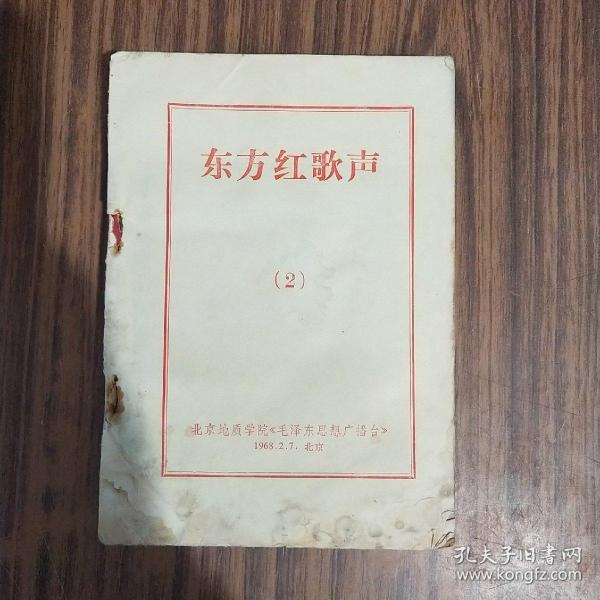 东方红歌声
(2)
北京地质学院《毛泽东思想广播台》
1968.2.7. 北京
孔夫子旧书网
www.kongfz.com